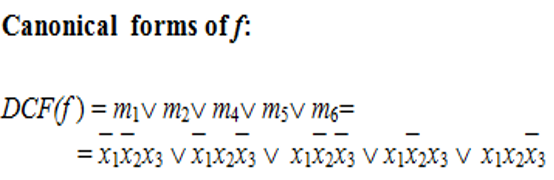 Canonical forms of f:
DCF(f) = m₁∨ m₂∨ m₄∨ m₅∨ m₆=
= x̅₁x̅₂x₃ ∨ x̅₁x₂x̅₃ ∨ x₁x̅₂x̅₃ ∨ x₁x̅₂x₃ ∨ x₁x₂x̅₃